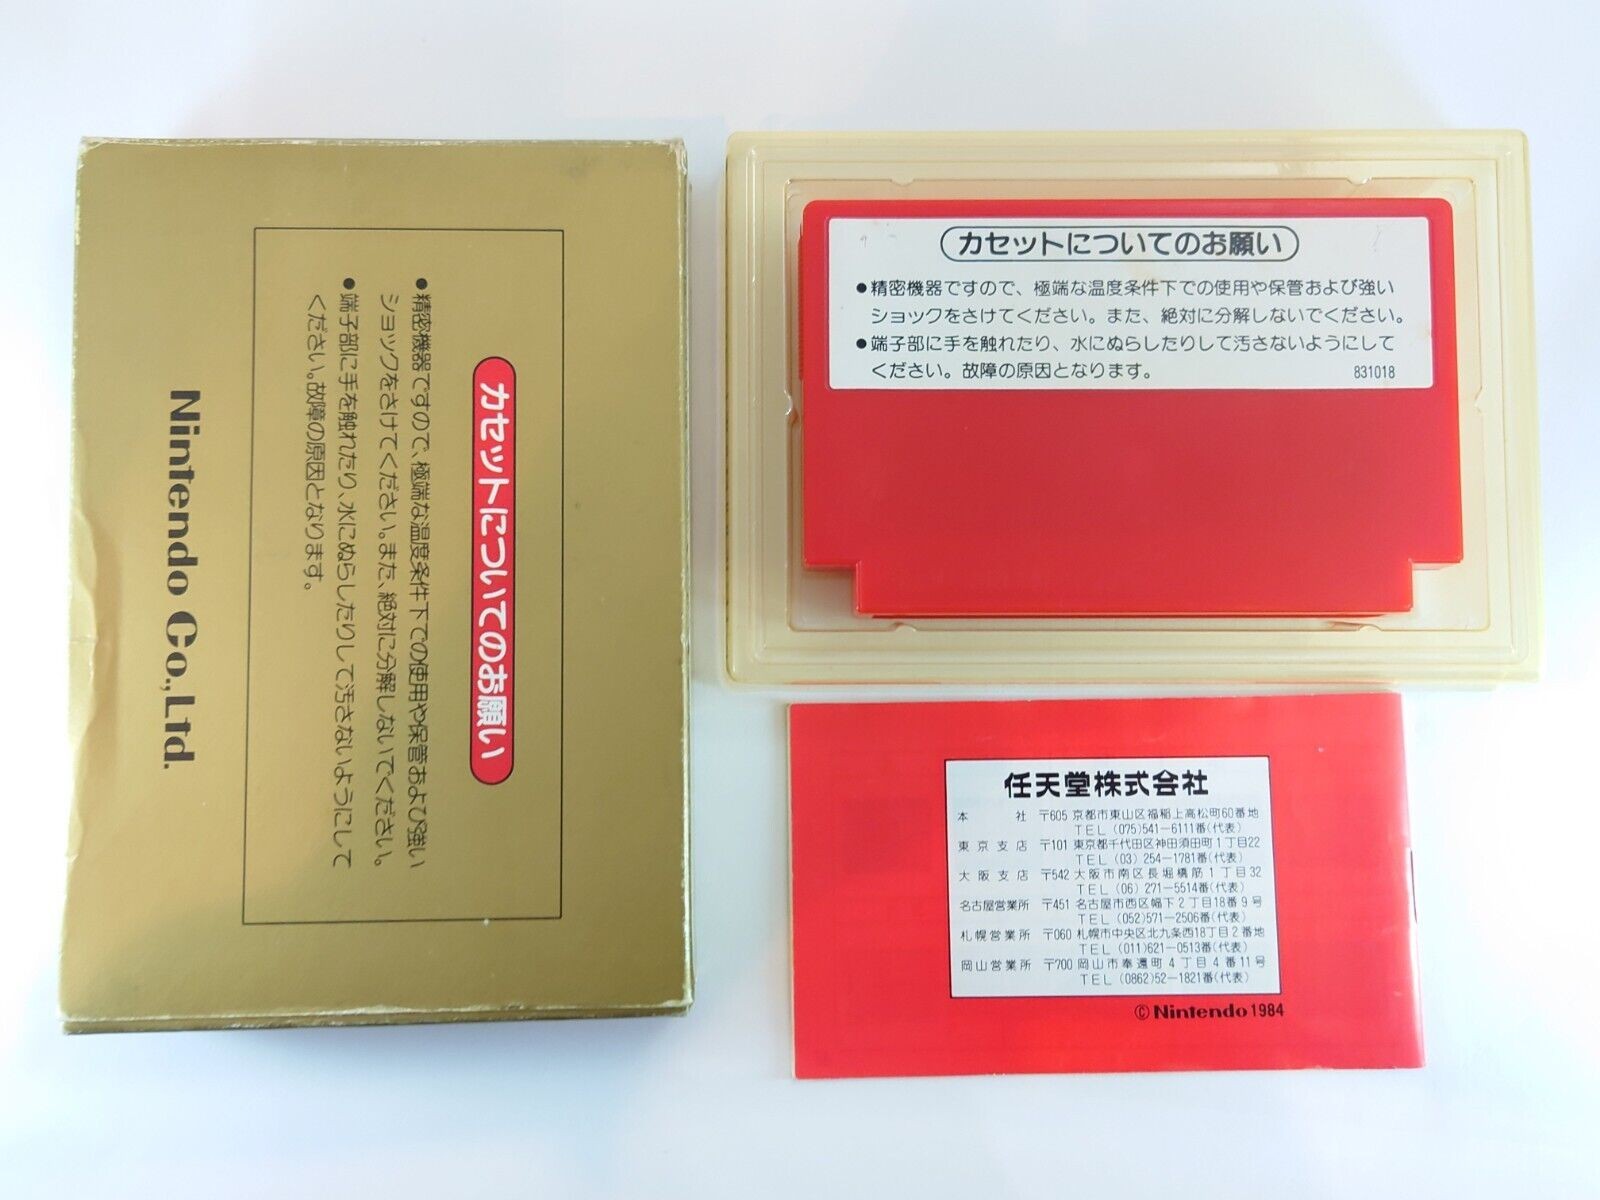 カセットについてのお願い
●精密機器ですので、極端な温度条件下での使用や保管および強い
ショックをさけてください。また、絶対に分解しないでください。
●端子部に手を触れたり、水にぬらしたりして汚さないようにして
ください。故障の原因となります。
Nintendo Co.,Ltd.
カセットについてのお願い
●精密機器ですので、極端な温度条件下での使用や保管および強い
ショックをさけてください。また、絶対に分解しないでください。
●端子部に手を触れたり、水にぬらしたりして汚さないようにして
ください。故障の原因となります。
831018
任天堂株式会社
本社 〒605 京都市東山区福稲上高松町60番地
TEL (075)541-6111番(代表)
東京支店 〒101 東京都千代田区神田須田町1丁目22
TEL (03) 254-1781番(代表)
大阪支店 〒542 大阪市南区長堀橋筋1丁目32
TEL (06) 271-5514番(代表)
名古屋営業所 〒451 名古屋市西区幅下2丁目18番9号
TEL (052)571-2506番(代表)
札幌営業所 〒060 札幌市中央区北九条西18丁目2番地
TEL (011)621-0513番(代表)
岡山営業所 〒700 岡山市奉還町4丁目4番11号
TEL (0862)52-1821番(代表)
©Nintendo 1984